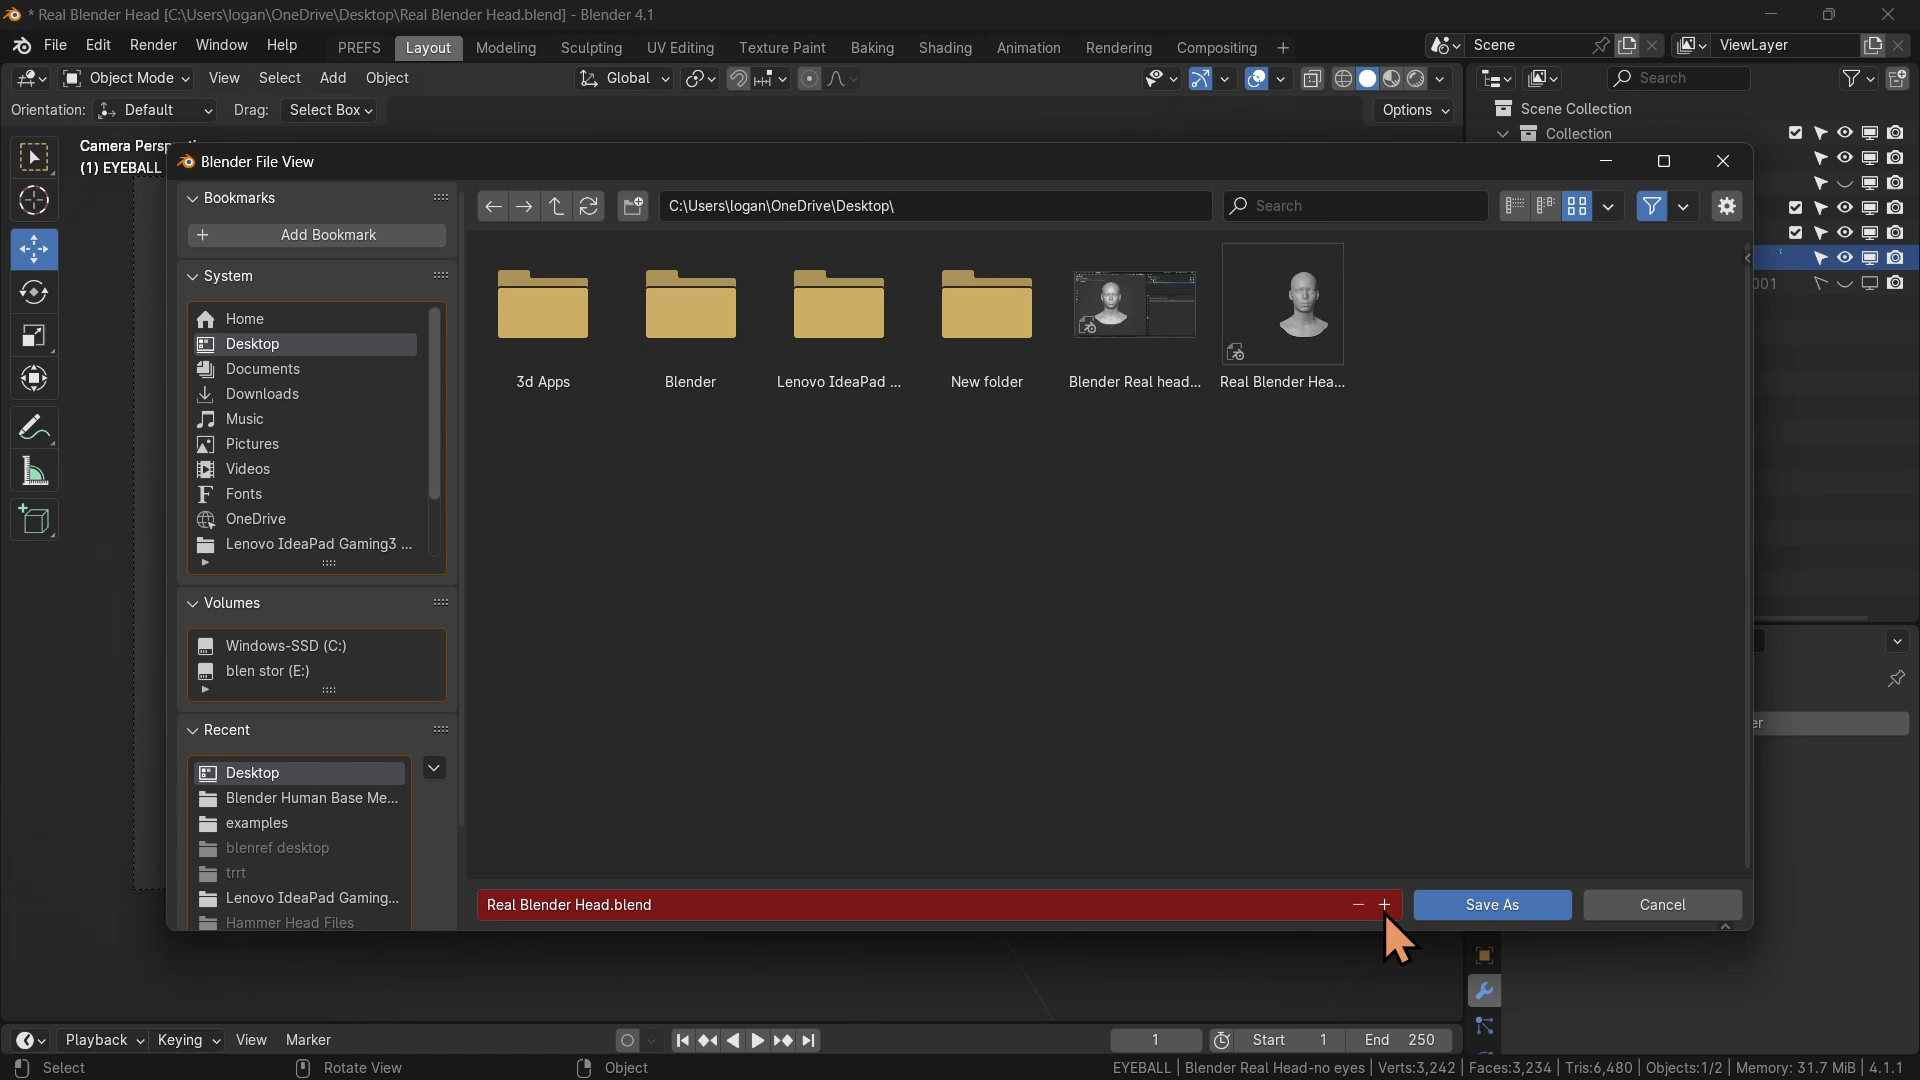 * Real Blender Head [C:\Users\logan\OneDrive\Desktop\Real Blender Head.blend] - Blender 4.1
File Edit Render Window Help PREFS Layout Modeling Sculpting UV Editing Texture Paint Baking Shading Animation Rendering Compositing + Scene ViewLayer
Object Mode View Select Add Object Global Search
Orientation: Default Drag: Select Box Options
Scene Collection
Collection
Camera
(1) EYEBALL
Blender File View
Bookmarks
C:\Users\logan\OneDrive\Desktop\
Search
Add Bookmark
System
Home
Desktop
Documents
Downloads
Music
Pictures
Videos
Fonts
OneDrive
Lenovo IdeaPad Gaming3 ...
3d Apps
Blender
Lenovo IdeaPad ...
New folder
Blender Real head...
Real Blender Hea...
001
Volumes
Windows-SSD (C:)
blen stor (E:)
Recent
Desktop
Blender Human Base Me...
examples
blenref desktop
trrt
Lenovo IdeaPad Gaming...
Hammer Head Files
er
Real Blender Head.blend
Save As
Cancel
Playback Keying View Marker 1 Start 1 End 250
Select Rotate View Object EYEBALL | Blender Real Head-no eyes | Verts:3,242 | Faces:3,234 | Tris:6,480 | Objects:1/2 | Memory: 31.7 MiB | 4.1.1